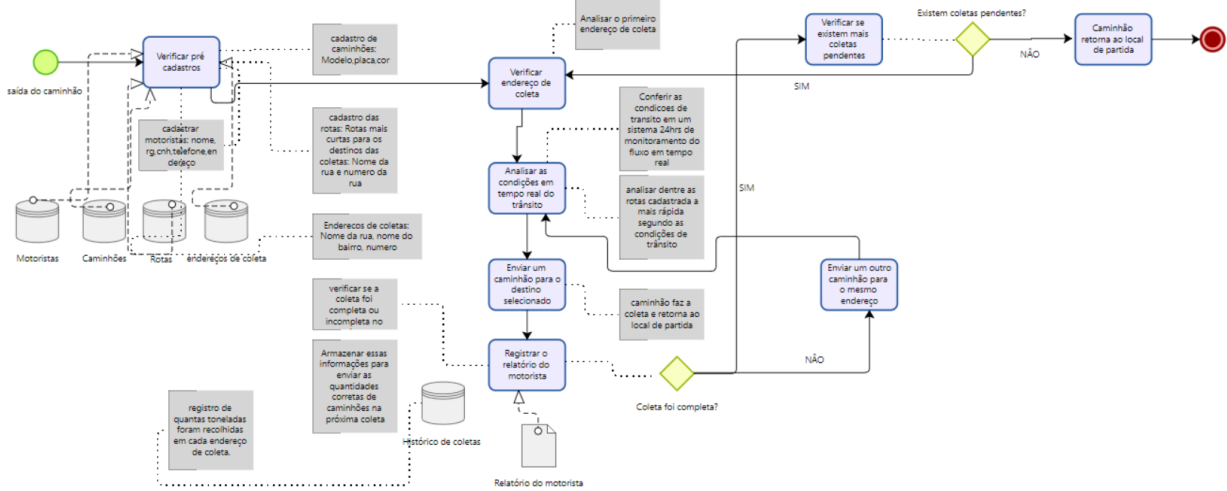 saída do caminhão
Verificar pré
cadastros
cadastro de
caminhões:
Modelo,placa,cor
cadastrar
motoristas: nome,
rg,cnh,telefone,en
dereço
cadastro das
rotas: Rotas mais
curtas para os
destinos das
coletas: Nome da
rua e numero da
rua
Motoristas
Caminhões
Rotas
endereços de coleta
Enderecos de coletas:
Nome da rua, nome do
bairro, numero
Analisar o primeiro
endereço de coleta
Verificar
endereço de
coleta
Conferir as
condicoes de
transito em um
sistema 24hrs de
monitoramento do
fluxo em tempo
real
Analisar as
condições em
tempo real do
trânsito
analisar dentre as
rotas cadastrada a
mais rápida
segundo as
condições de
trânsito
Enviar um
caminhão para o
destino
selecionado
caminhão faz a
coleta e retorna ao
local de partida
verificar se a
coleta foi
completa ou
incompleta no
Registrar o
relatório do
motorista
Armazenar essas
informações para
enviar as
quantidades
corretas de
caminhões na
próxima coleta
registro de
quantas toneladas
foram recolhidas
em cada endereço
de coleta.
Histórico de coletas
Relatório do motorista
Coleta foi completa?
NÃO
SIM
Enviar um outro
caminhão para o
mesmo
endereço
Verificar se
existem mais
coletas
pendentes
Existem coletas pendentes?
SIM
NÃO
Caminhão
retorna ao local
de partida